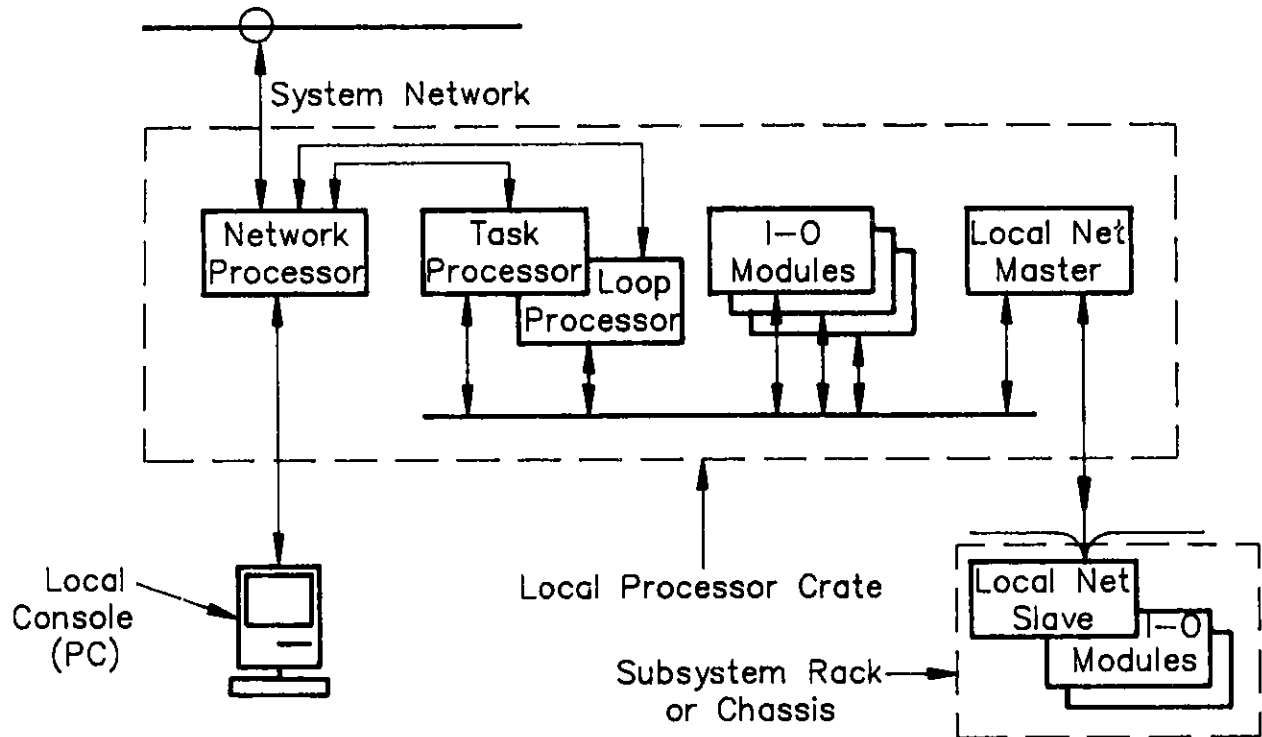 System Network
Network
Processor
Task
Processor
Loop
Processor
I-O
Modules
Local Net
Master
Local
Console
(PC)
Local Processor Crate
Local Net
Slave
I-O
Modules
Subsystem Rack
or Chassis